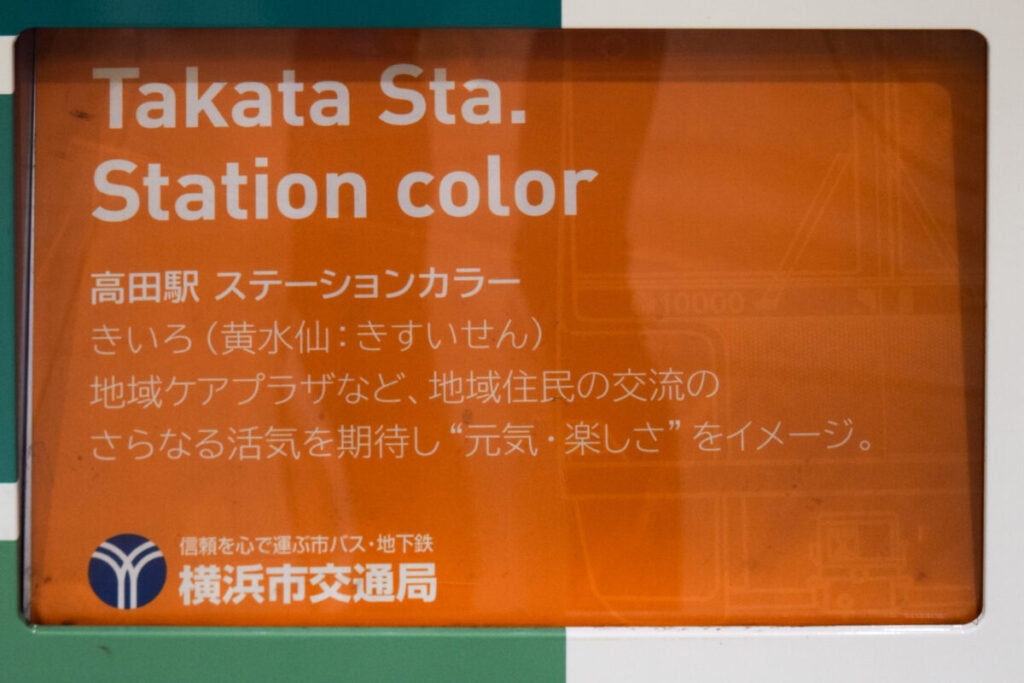 Takata Sta.
Station color
高田駅 ステーションカラー
きいろ（黄水仙：きすいせん）
地域ケアプラザなど、地域住民の交流の
さらなる活気を期待し“元気・楽しさ”をイメージ。
信頼を心で運ぶ市バス・地下鉄
横浜市交通局
10000